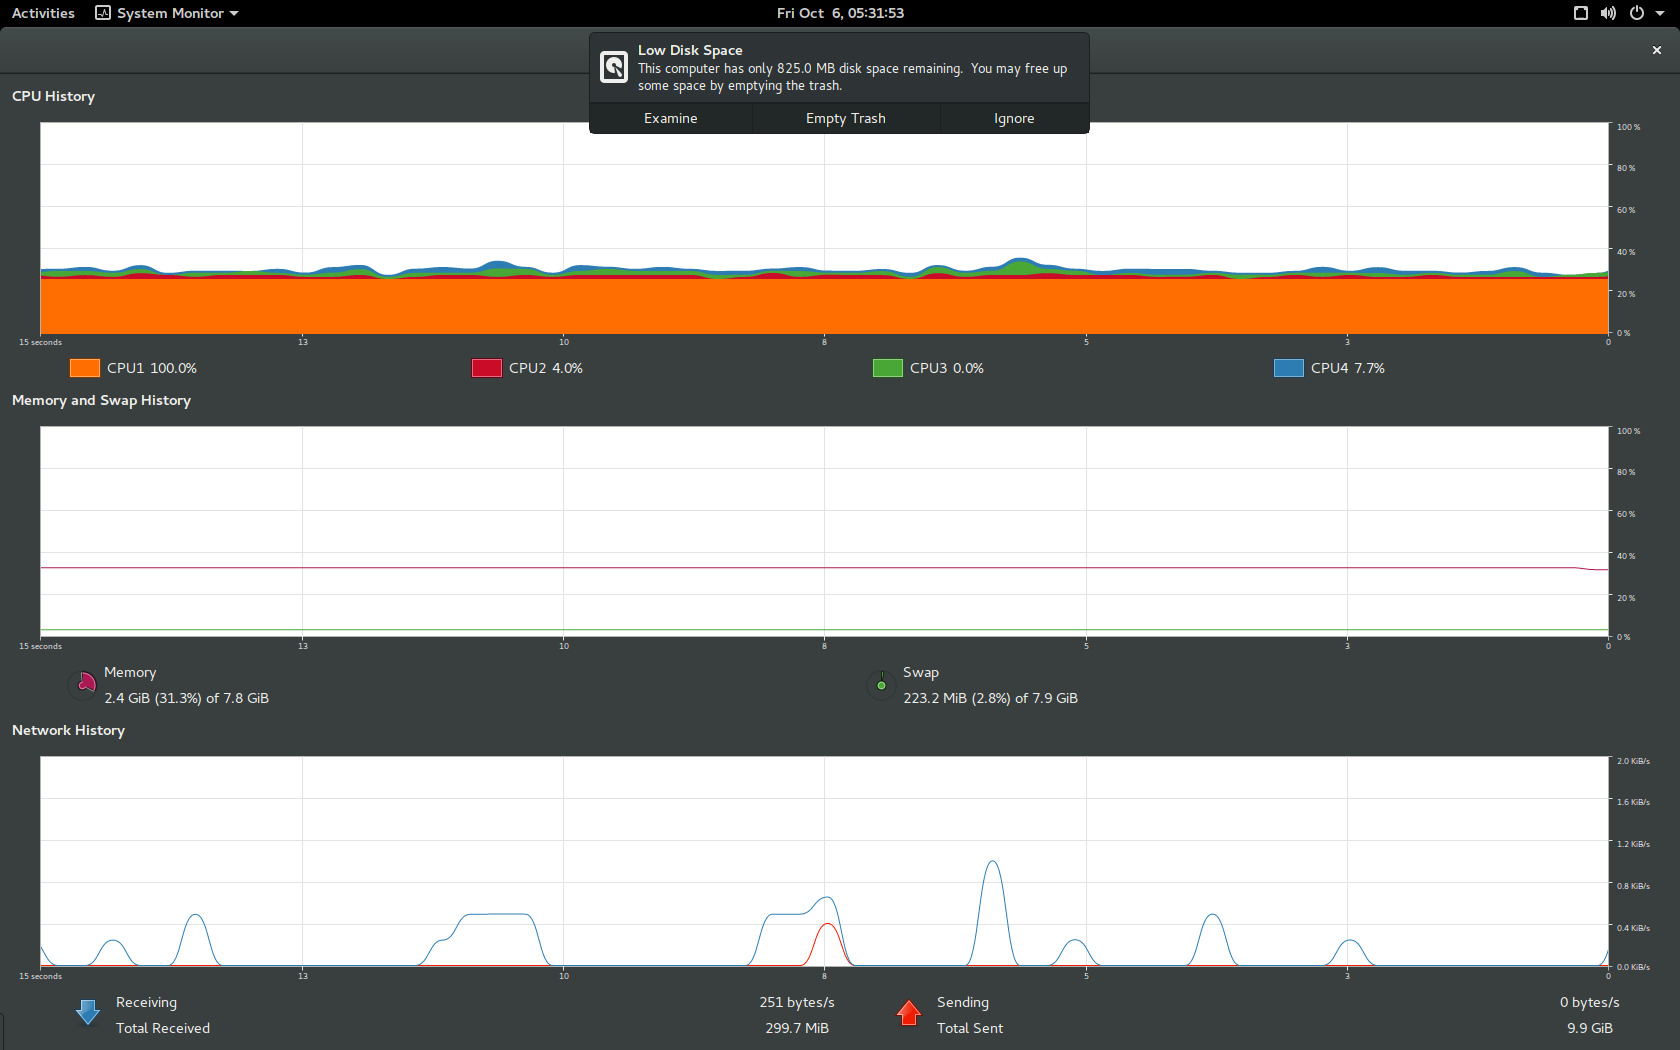 Activities System Monitor Fri Oct 6, 05:31:53
Low Disk Space
This computer has only 825.0 MB disk space remaining. You may free up
some space by emptying the trash.
Examine Empty Trash Ignore
CPU History
100 %
80 %
60 %
40 %
20 %
0 %
15 seconds 13 10 8 5 3 0
CPU1 100.0% CPU2 4.0% CPU3 0.0% CPU4 7.7%
Memory and Swap History
100 %
80 %
60 %
40 %
20 %
0 %
15 seconds 13 10 8 5 3 0
Memory Swap
2.4 GiB (31.3%) of 7.8 GiB 223.2 MiB (2.8%) of 7.9 GiB
Network History
2.0 KiB/s
1.6 KiB/s
1.2 KiB/s
0.8 KiB/s
0.4 KiB/s
0.0 KiB/s
15 seconds 13 10 8 5 3 0
Receiving 251 bytes/s Sending 0 bytes/s
Total Received 299.7 MiB Total Sent 9.9 GiB